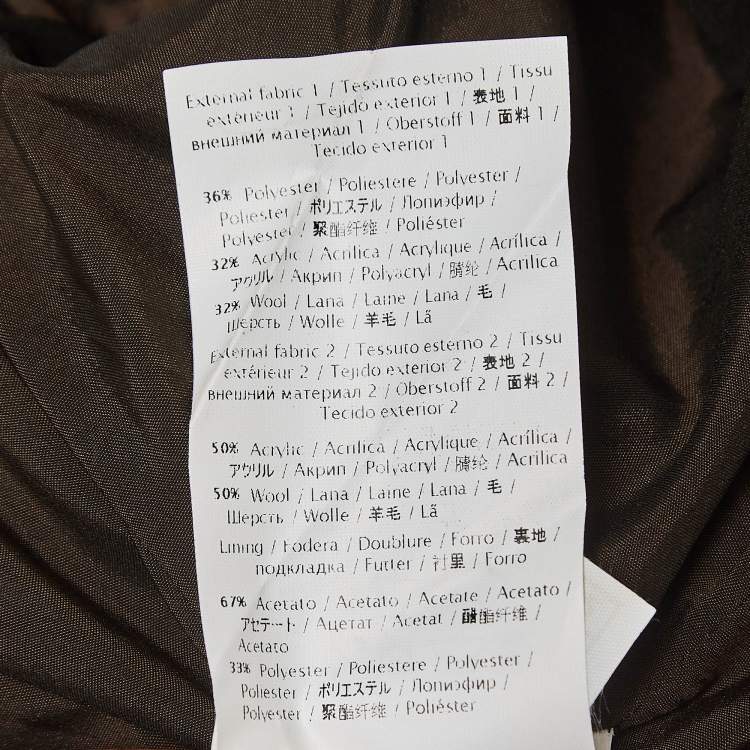 External fabric 1 / Tessuto esterno 1 / Tissu
extérieur 1 / Tejido exterior 1 / 表地 1 /
внешний материал 1 / Oberstoff 1 / 面料 1 /
Tecido exterior 1
36% Polyester / Poliestere / Polyester /
Poliester / ポリエステル / Полиэфир /
Polyester / 聚酯纤维 / Poliéster
32% Acrylic / Acrilica / Acrylique / Acrílica /
アクリル / Акрил / Polyacryl / 腈纶 / Acrilica
32% Wool / Lana / Laine / Lana / 毛 /
Шерсть / Wolle / 羊毛 / Lã
External fabric 2 / Tessuto esterno 2 / Tissu
extérieur 2 / Tejido exterior 2 / 表地 2 /
внешний материал 2 / Oberstoff 2 / 面料 2 /
Tecido exterior 2
50% Acrylic / Acrilica / Acrylique / Acrílica /
アクリル / Акрил / Polyacryl / 腈纶 / Acrilica
50% Wool / Lana / Laine / Lana / 毛 /
Шерсть / Wolle / 羊毛 / Lã
Lining / Fodera / Doublure / Forro / 裏地 /
подкладка / Futter / 衬里 / Forro
67% Acetato / Acetato / Acetate / Acetato /
アセテート / Ацетат / Acetat / 醋酯纤维 /
Acetato
33% Polyester / Poliestere / Polyester /
Poliester / ポリエステル / Полиэфир /
Polyester / 聚酯纤维 / Poliéster